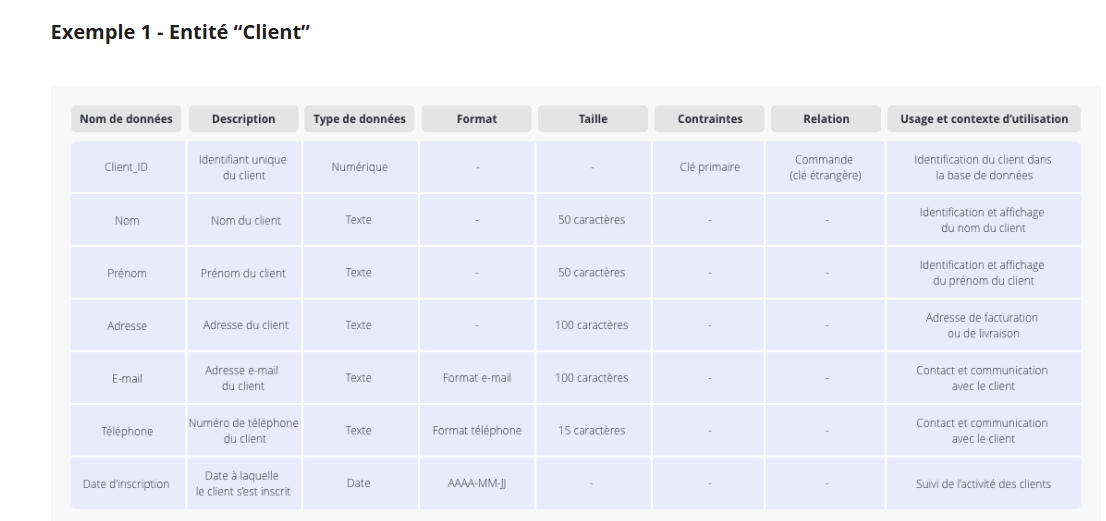 Exemple 1 - Entité “Client”
Nom de données Description Type de données Format Taille Contraintes Relation Usage et contexte d’utilisation
Client_ID Identifiant unique du client Numérique - - Clé primaire Commande (clé étrangère) Identification du client dans la base de données
Nom Nom du client Texte - 50 caractères - - Identification et affichage du nom du client
Prénom Prénom du client Texte - 50 caractères - - Identification et affichage du prénom du client
Adresse Adresse du client Texte - 100 caractères - - Adresse de facturation ou de livraison
E-mail Adresse e-mail du client Texte Format e-mail 100 caractères - - Contact et communication avec le client
Téléphone Numéro de téléphone du client Texte Format téléphone 15 caractères - - Contact et communication avec le client
Date d’inscription Date à laquelle le client s’est inscrit Date AAAA-MM-JJ - - - Suivi de l’activité des clients